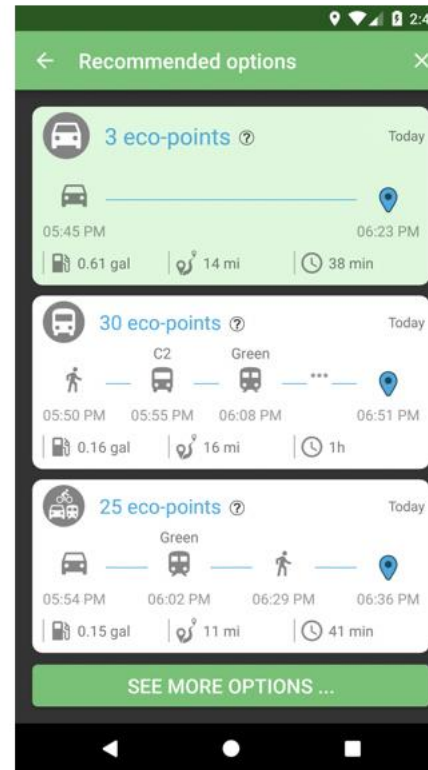 2:4
Recommended options
3 eco-points ?
Today
05:45 PM 06:23 PM
0.61 gal 14 mi 38 min
30 eco-points ?
Today
C2 Green
05:50 PM 05:55 PM 06:08 PM 06:51 PM
0.16 gal 16 mi 1h
25 eco-points ?
Today
Green
05:54 PM 06:02 PM 06:29 PM 06:36 PM
0.15 gal 11 mi 41 min
SEE MORE OPTIONS ...